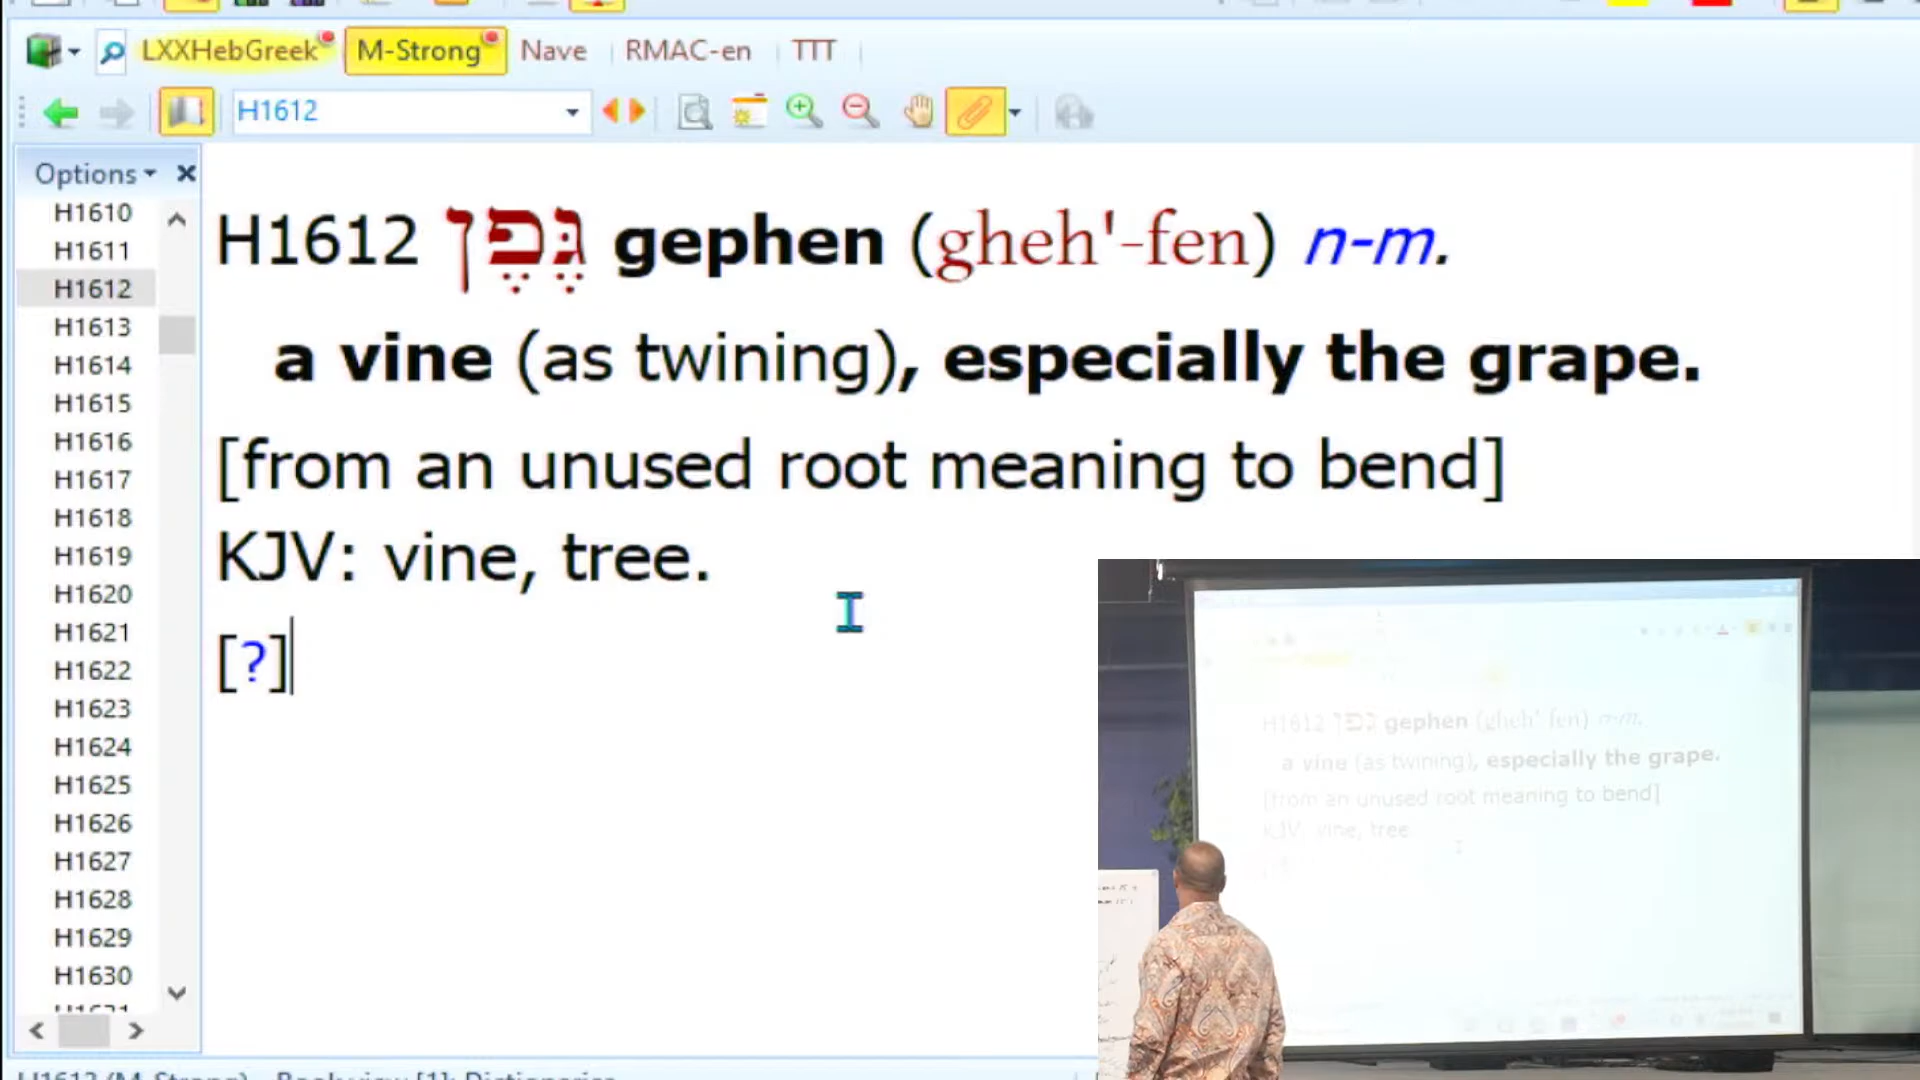 LXXHebGreek M-Strong Nave RMAC-en TTT
H1612
Options
H1610
H1611
H1612
H1613
H1614
H1615
H1616
H1617
H1618
H1619
H1620
H1621
H1622
H1623
H1624
H1625
H1626
H1627
H1628
H1629
H1630
H1612 גֶּפֶן gephen (gheh'-fen) n-m.
a vine (as twining), especially the grape.
[from an unused root meaning to bend]
KJV: vine, tree.
[?]
H1612 גפן gephen (gheh'-fen) n-m.
a vine (as twining), especially the grape.
[from an unused root meaning to bend]
KJV: vine, tree.